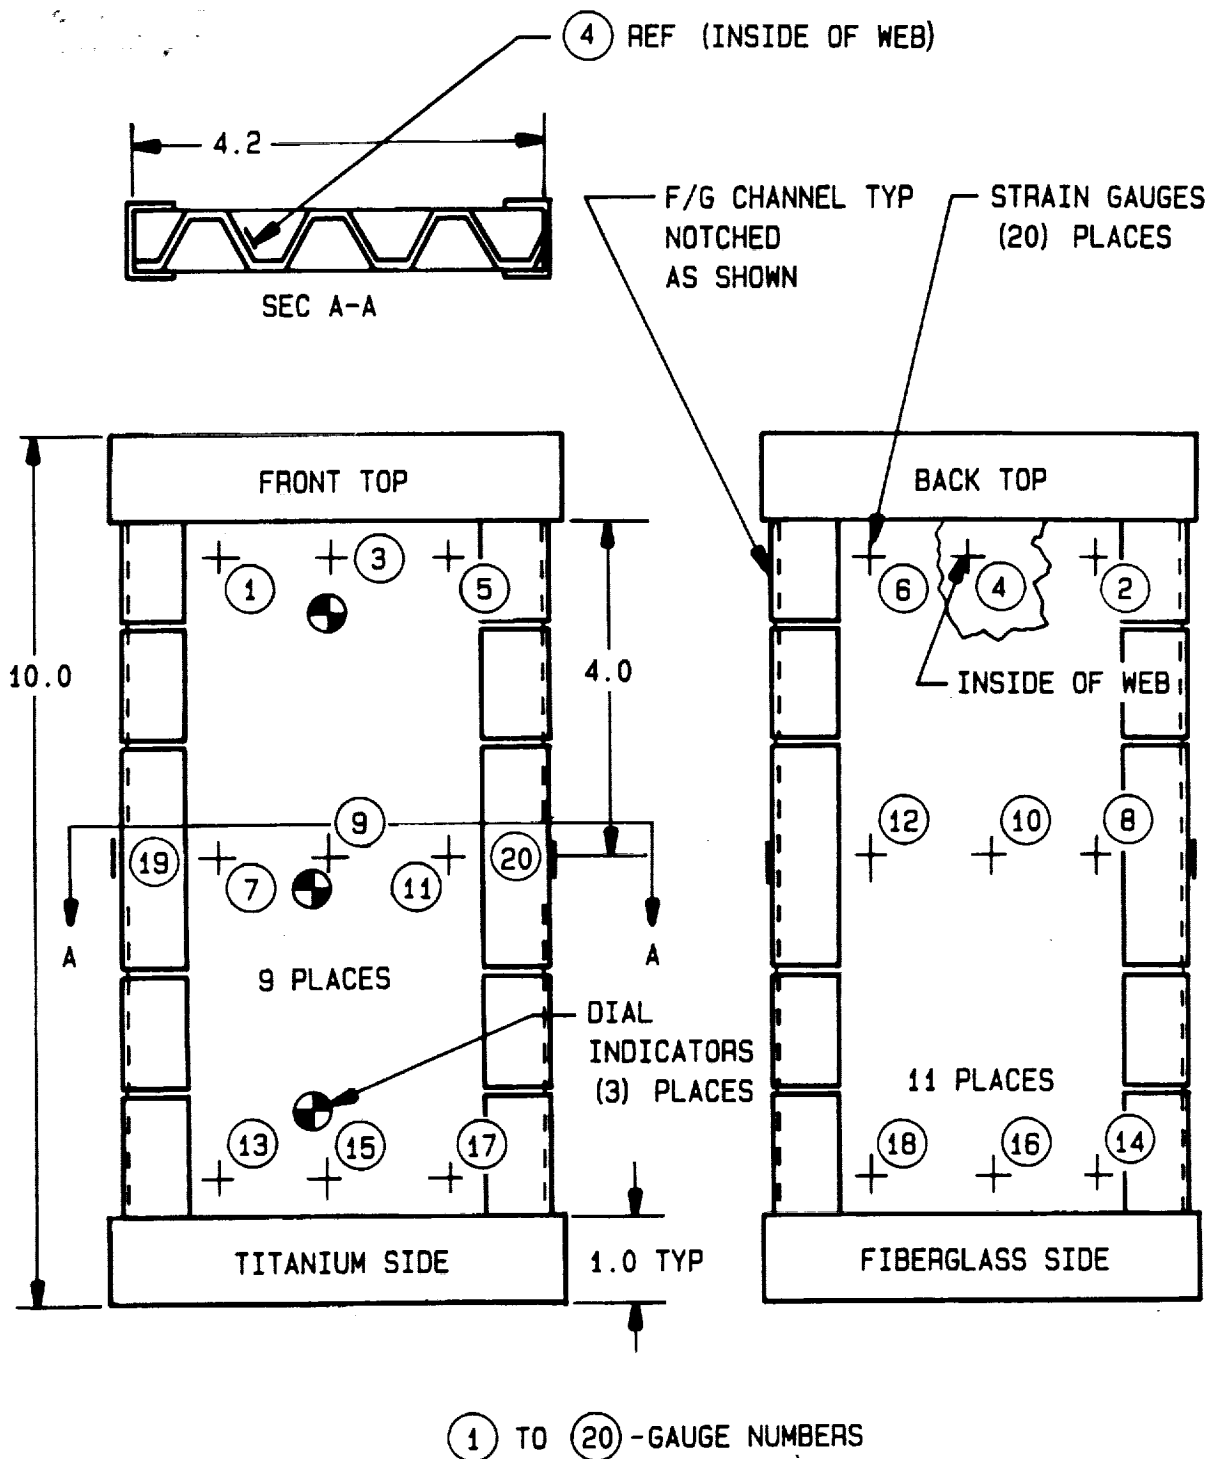 4 REF (INSIDE OF WEB)
4.2
F/G CHANNEL TYP
NOTCHED
AS SHOWN
STRAIN GAUGES
(20) PLACES
SEC A-A
FRONT TOP
BACK TOP
1
3
5
6
4
2
10.0
4.0
INSIDE OF WEB
9
12
10
8
19
7
11
20
A
A
9 PLACES
DIAL
INDICATORS
(3) PLACES
11 PLACES
13
15
17
18
16
14
TITANIUM SIDE
1.0 TYP
FIBERGLASS SIDE
1 TO 20 -GAUGE NUMBERS